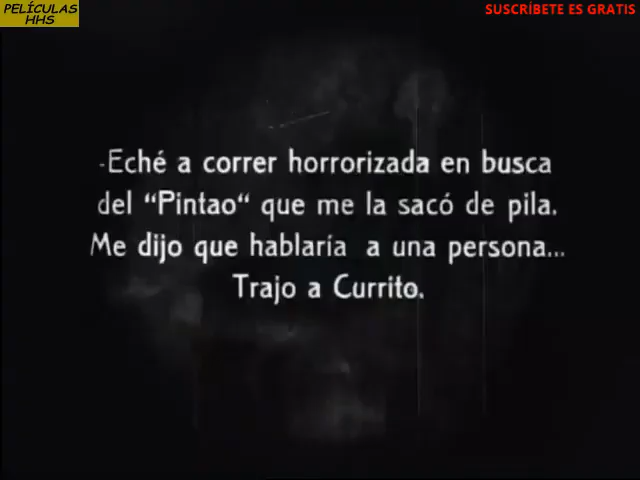 PELÍCULAS
HHS
SUSCRÍBETE ES GRATIS
-Eché a correr horrorizada en busca
del "Pintao" que me la sacó de pila.
Me dijo que hablaría a una persona...
Trajo a Currito.